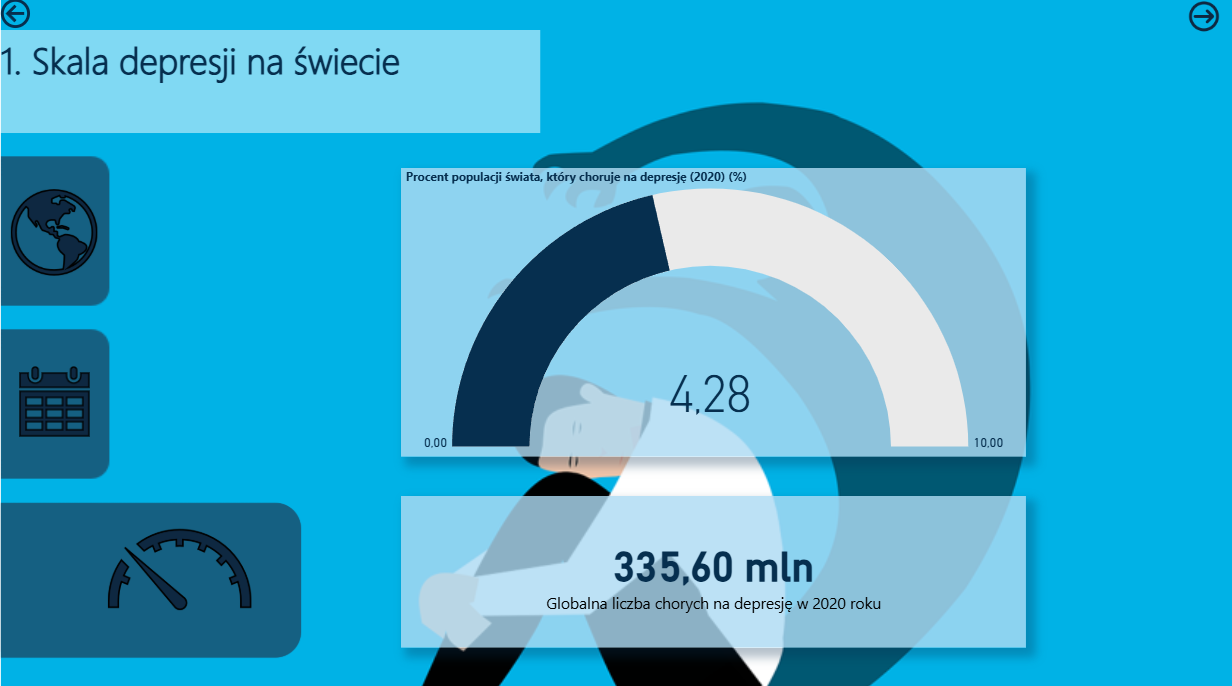 1. Skala depresji na świecie
Procent populacji świata, który choruje na depresję (2020) (%)
4,28
0,00
10,00
335,60 mln
Globalna liczba chorych na depresję w 2020 roku